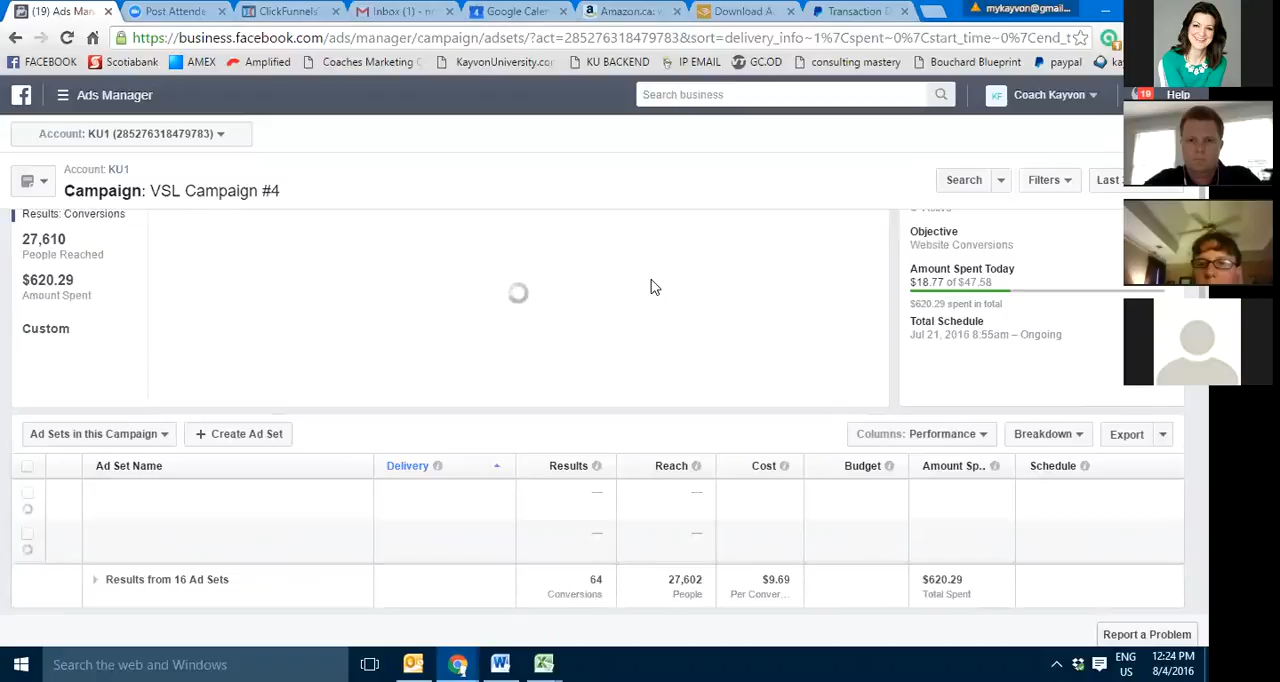 (19) Ads Man
Post Attende
ClickFunnels
Inbox (1) - n
Google Caler
Amazon.ca:
Download A
Transaction D
mykayvon@gmail...
https://business.facebook.com/ads/manager/campaign/adsets/?act=285276318479783&sort=delivery_info~1%7Cspent~0%7Cstart_time~0%7Cend_t
FACEBOOK
Scotiabank
AMEX
Amplified
Coaches Marketing
KayvonUniversity.co
KU BACKEND
IP EMAIL
GC.OD
consulting mastery
Bouchard Blueprint
paypal
Ads Manager
Search business
Coach Kayvon
19
Help
Account: KU1 (285276318479783)
Account: KU1
Campaign: VSL Campaign #4
Search
Filters
Last
Results: Conversions
27,610
People Reached
$620.29
Amount Spent
Custom
Objective
Website Conversions
Amount Spent Today
$18.77 of $47.58
$620.29 spent in total
Total Schedule
Jul 21, 2016 8:55am – Ongoing
Ad Sets in this Campaign
+ Create Ad Set
Columns: Performance
Breakdown
Export
Ad Set Name
Delivery
Results
Reach
Cost
Budget
Amount Sp..
Schedule
— —
— —
Results from 16 Ad Sets
64
27,602
$9.69
$620.29
Conversions
People
Per Conver...
Total Spent
Report a Problem
Search the web and Windows
ENG
US
12:24 PM
8/4/2016